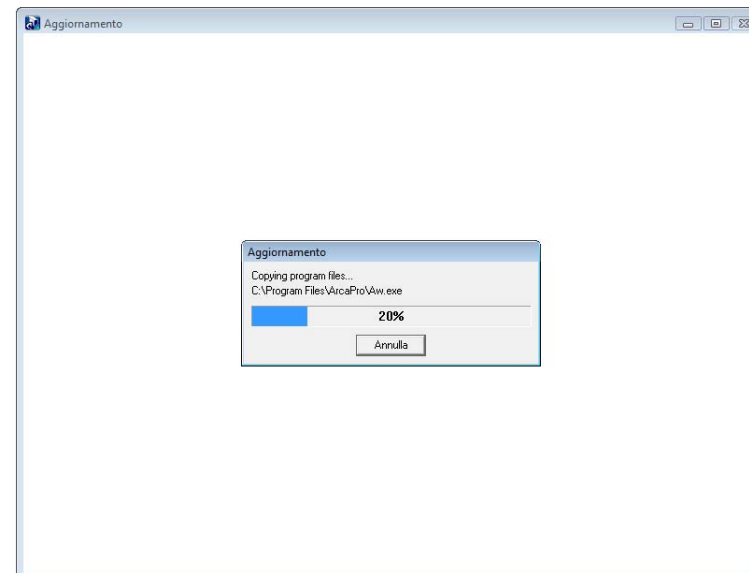 Aggiornamento
Aggiornamento
Copying program files...
C:\Program Files\ArcaPro\Aw.exe
20%
Annulla